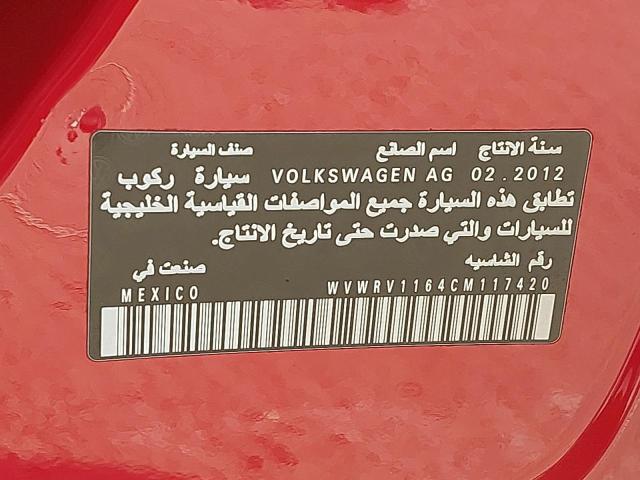 سنة الانتاج اسم الصانع صنف السيارة
02.2012 VOLKSWAGEN AG سيارة ركوب
تطابق هذه السيارة جميع المواصفات القياسية الخليجية
للسيارات والتي صدرت حتى تاريخ الانتاج.
رقم الشاسيه صنعت في
WVWRV1164CM117420 MEXICO